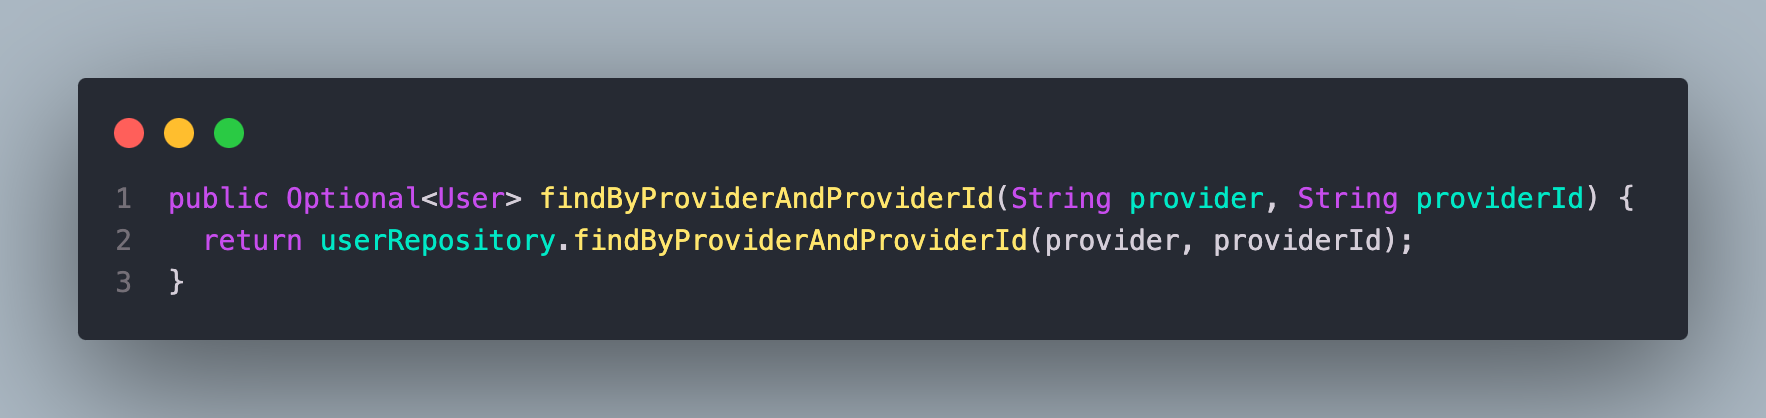 1 public Optional<User> findByProviderAndProviderId(String provider, String providerId) {
2   return userRepository.findByProviderAndProviderId(provider, providerId);
3 }